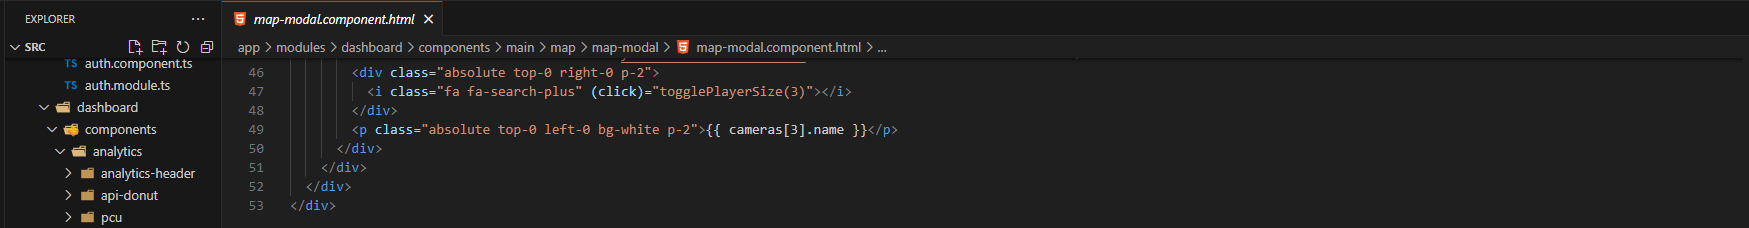 EXPLORER
···
SRC
auth.component.ts
auth.module.ts
dashboard
components
analytics
analytics-header
api-donut
pcu
map-modal.component.html
app > modules > dashboard > components > main > map > map-modal > map-modal.component.html > ...
46 <div class="absolute top-0 right-0 p-2">
47 <i class="fa fa-search-plus" (click)="togglePlayerSize(3)"></i>
48 </div>
49 <p class="absolute top-0 left-0 bg-white p-2">{{ cameras[3].name }}</p>
50 </div>
51 </div>
52 </div>
53 </div>